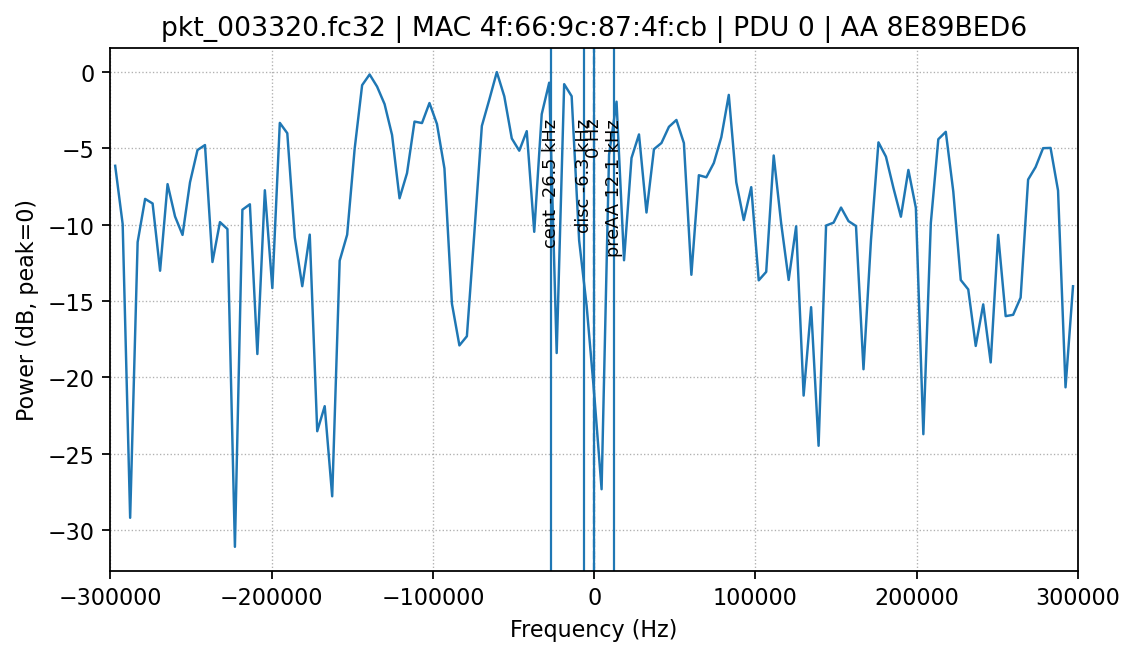 pkt_003320.fc32 | MAC 4f:66:9c:87:4f:cb | PDU 0 | AA 8E89BED6
Power (dB, peak=0)
0
−5
−10
−15
−20
−25
−30
cent -26.5 kHz
disc -6.3 kHz
0 Hz
preAA 12.1 kHz
−300000
−200000
−100000
0
100000
200000
300000
Frequency (Hz)